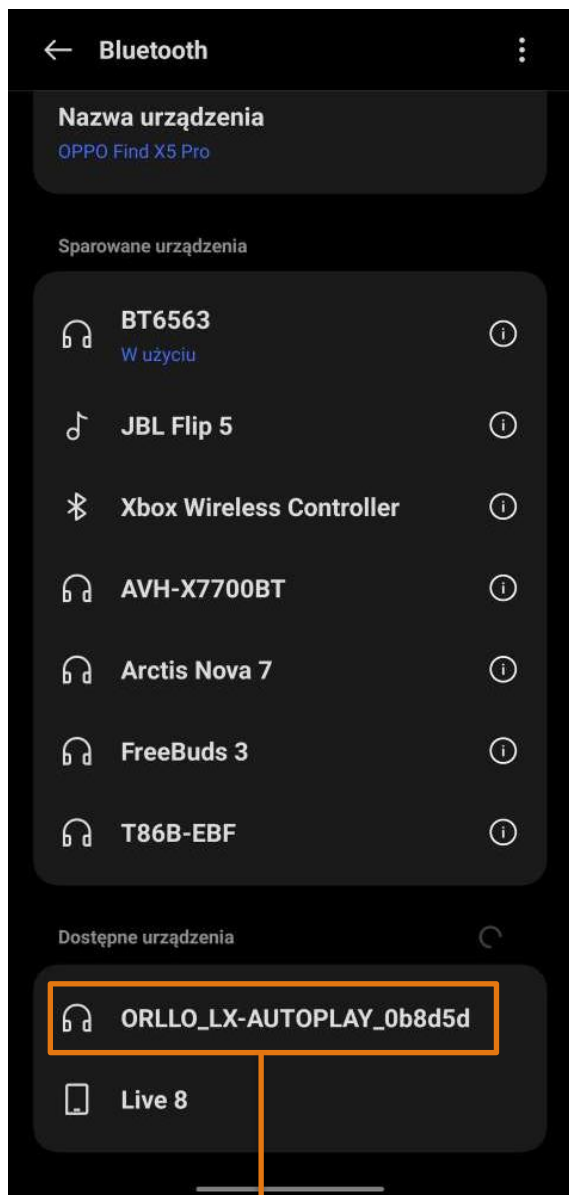 Bluetooth
Nazwa urządzenia
OPPO Find X5 Pro
Sparowane urządzenia
BT6563
W użyciu
JBL Flip 5
Xbox Wireless Controller
AVH-X7700BT
Arctis Nova 7
FreeBuds 3
T86B-EBF
Dostępne urządzenia
ORLLO_LX-AUTOPLAY_0b8d5d
Live 8